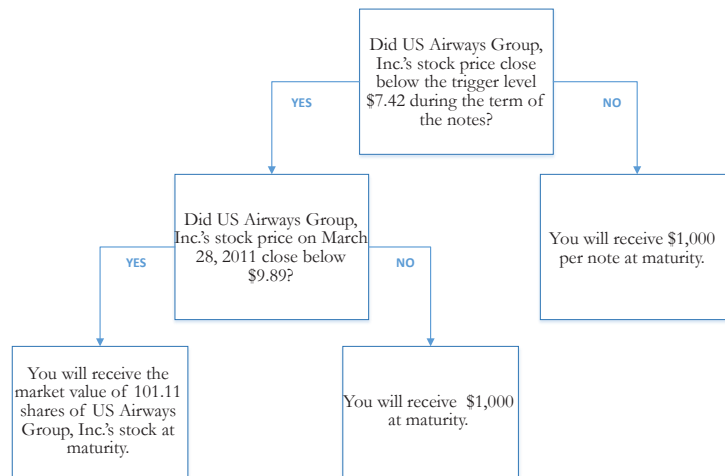 Did US Airways Group,
Inc.'s stock price close
below the trigger level
$7.42 during the term of
the notes?
YES
NO
Did US Airways Group,
Inc.'s stock price on March
28, 2011 close below
$9.89?
You will receive $1,000
per note at maturity.
YES
NO
You will receive the
market value of 101.11
shares of US Airways
Group, Inc.'s stock at
maturity.
You will receive $1,000
at maturity.